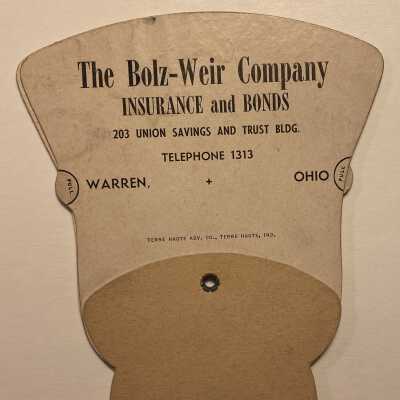 The Bolz-Weir Company
INSURANCE and BONDS
203 UNION SAVINGS AND TRUST BLDG.
TELEPHONE 1313
PULL
WARREN, + OHIO
PULL
TERRE HAUTE ADV. CO., TERRE HAUTE, IND.